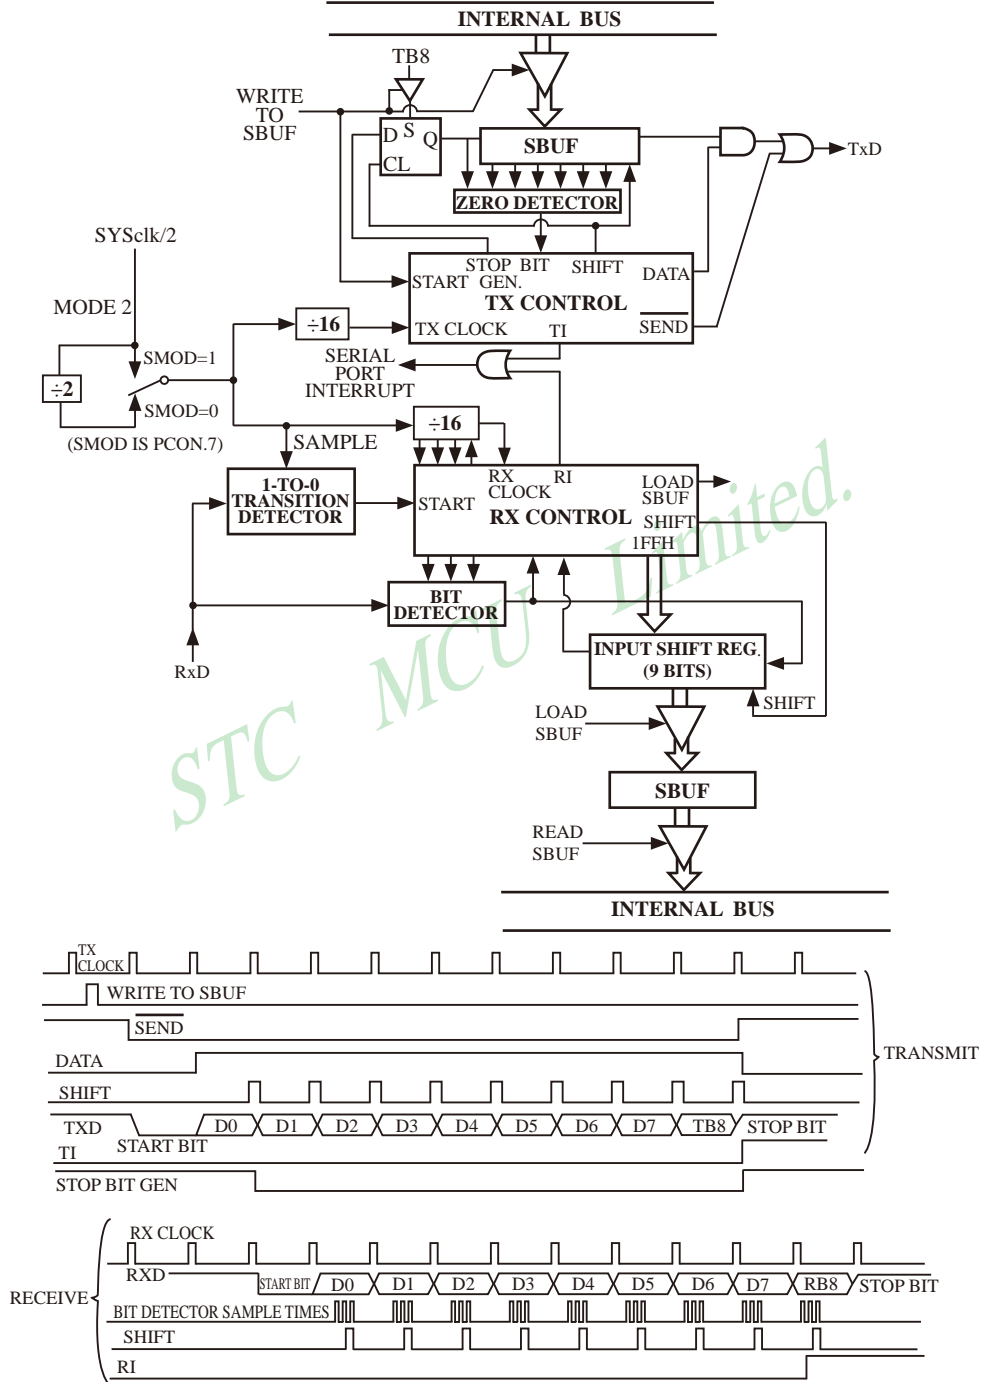 INTERNAL BUS
TB8
WRITE
TO
SBUF
D S Q
CL
SBUF
TxD
ZERO DETECTOR
SYSclk/2
STOP BIT SHIFT DATA
START GEN.
TX CONTROL
MODE 2
TX CLOCK TI SEND
÷16
SERIAL
PORT
INTERRUPT
SMOD=1
÷2
SMOD=0
(SMOD IS PCON.7)
SAMPLE
÷16
1-TO-0
TRANSITION
DETECTOR
RX
CLOCK
RI
LOAD
SBUF
START
RX CONTROL
SHIFT
1FFH
BIT
DETECTOR
RxD
INPUT SHIFT REG.
(9 BITS)
SHIFT
LOAD
SBUF
SBUF
READ
SBUF
INTERNAL BUS
STC MCU Limited.
TX
CLOCK
WRITE TO SBUF
SEND
DATA
TRANSMIT
SHIFT
TXD START BIT D0 D1 D2 D3 D4 D5 D6 D7 TB8 STOP BIT
TI
STOP BIT GEN
RX CLOCK
RXD START BIT D0 D1 D2 D3 D4 D5 D6 D7 RB8 STOP BIT
RECEIVE
BIT DETECTOR SAMPLE TIMES
SHIFT
RI